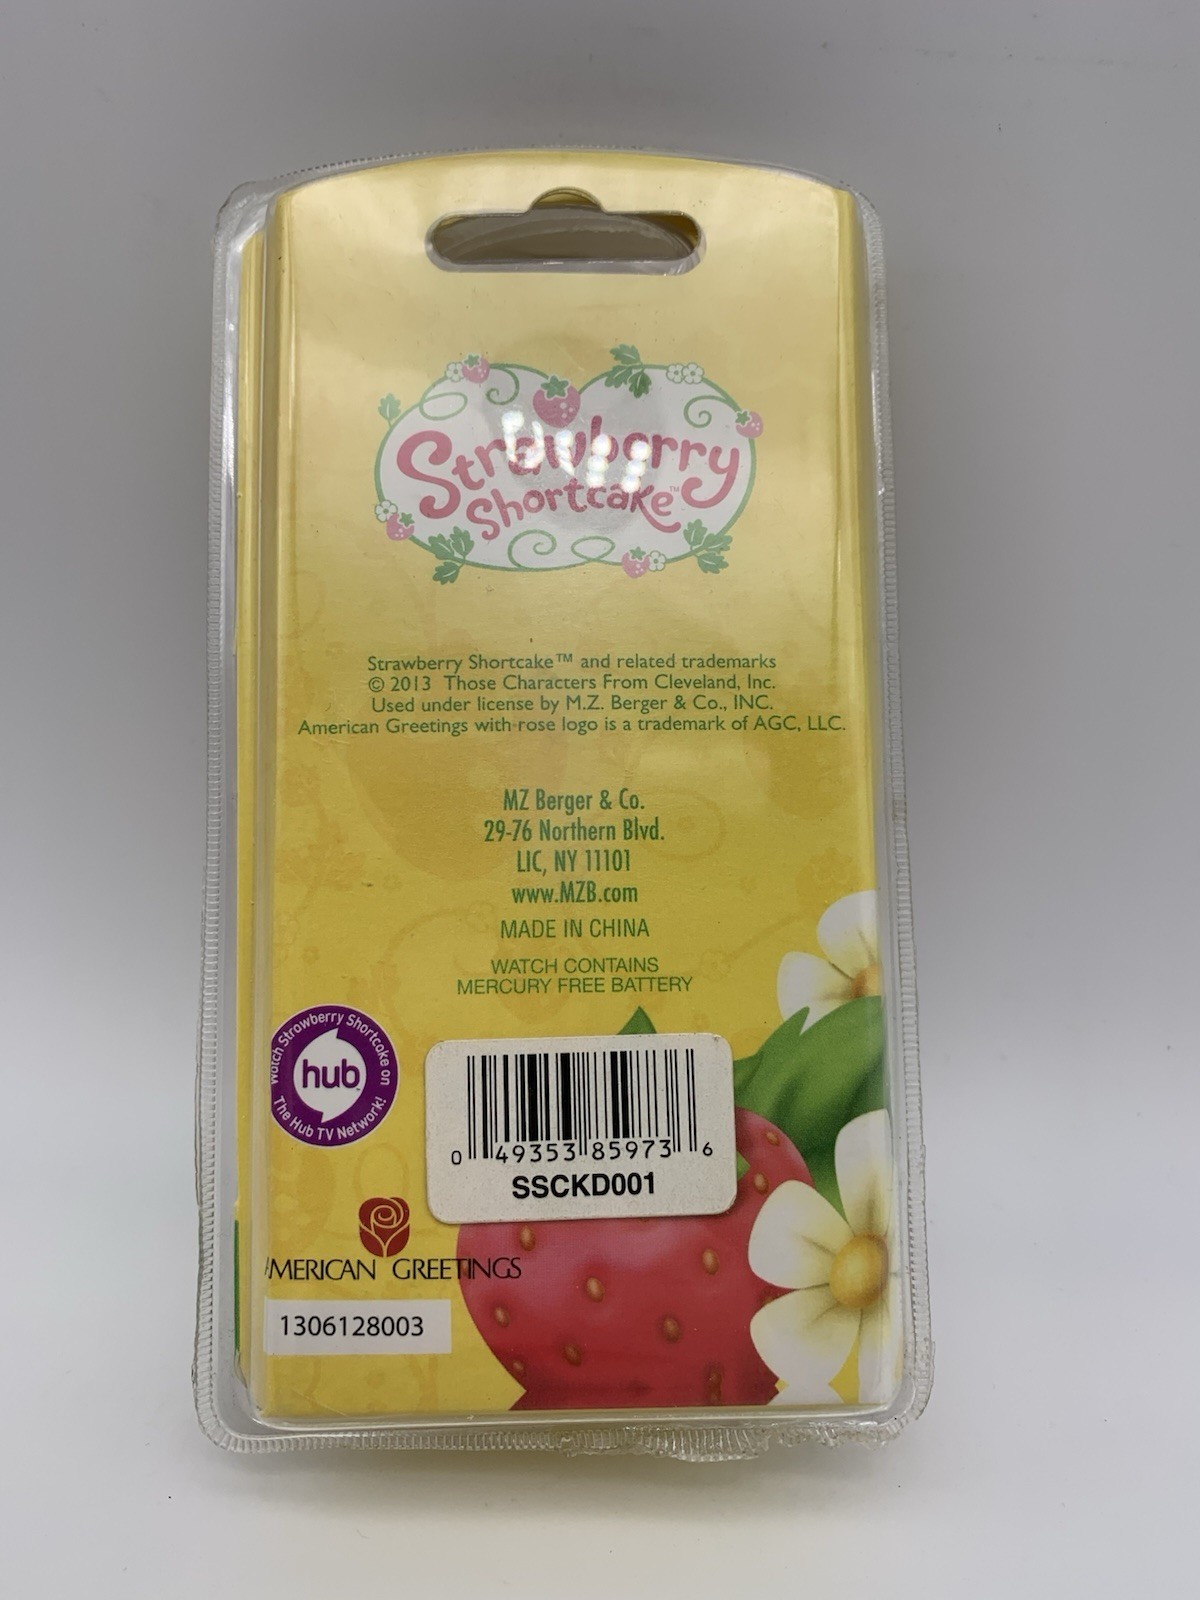 Strawberry
Shortcake™
Strawberry Shortcake™ and related trademarks
© 2013 Those Characters From Cleveland, Inc.
Used under license by M.Z. Berger & Co., INC.
American Greetings with rose logo is a trademark of AGC, LLC.
MZ Berger & Co.
29-76 Northern Blvd.
LIC, NY 11101
www.MZB.com
MADE IN CHINA
WATCH CONTAINS
MERCURY FREE BATTERY
Watch Strawberry Shortcake on
hub
The Hub TV Network!
0 49353 85973 6
SSCKD001
AMERICAN GREETINGS
1306128003